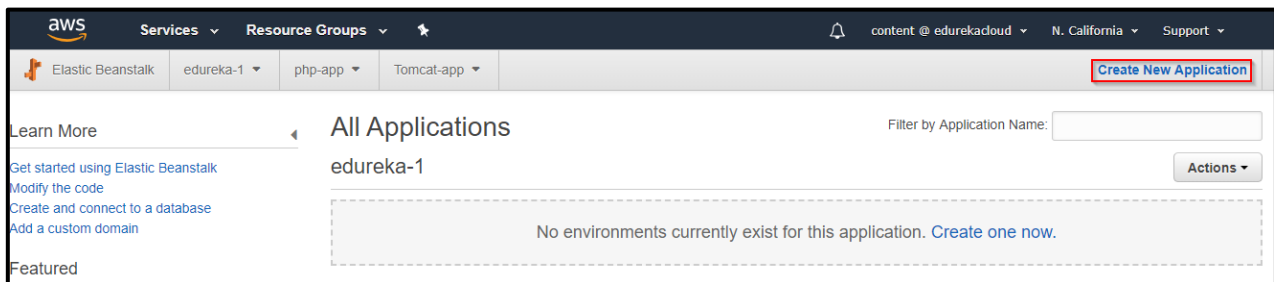 aws Services Resource Groups content @ edurekacloud N. California Support
Elastic Beanstalk edureka-1 php-app Tomcat-app Create New Application
Learn More
Get started using Elastic Beanstalk
Modify the code
Create and connect to a database
Add a custom domain
Featured
All Applications Filter by Application Name:
edureka-1 Actions
No environments currently exist for this application. Create one now.